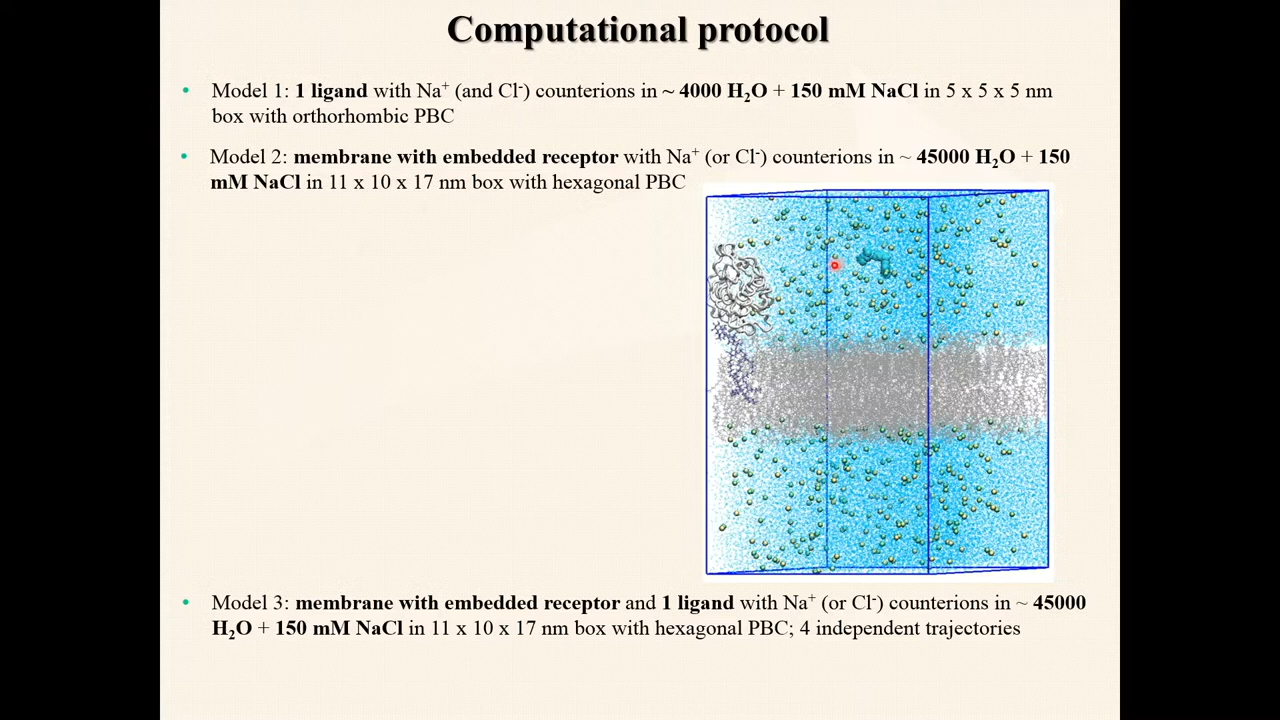 Computational protocol
• Model 1: 1 ligand with Na⁺ (and Cl⁻) counterions in ~ 4000 H₂O + 150 mM NaCl in 5 x 5 x 5 nm
box with orthorhombic PBC
• Model 2: membrane with embedded receptor with Na⁺ (or Cl⁻) counterions in ~ 45000 H₂O + 150
mM NaCl in 11 x 10 x 17 nm box with hexagonal PBC
• Model 3: membrane with embedded receptor and 1 ligand with Na⁺ (or Cl⁻) counterions in ~ 45000
H₂O + 150 mM NaCl in 11 x 10 x 17 nm box with hexagonal PBC; 4 independent trajectories